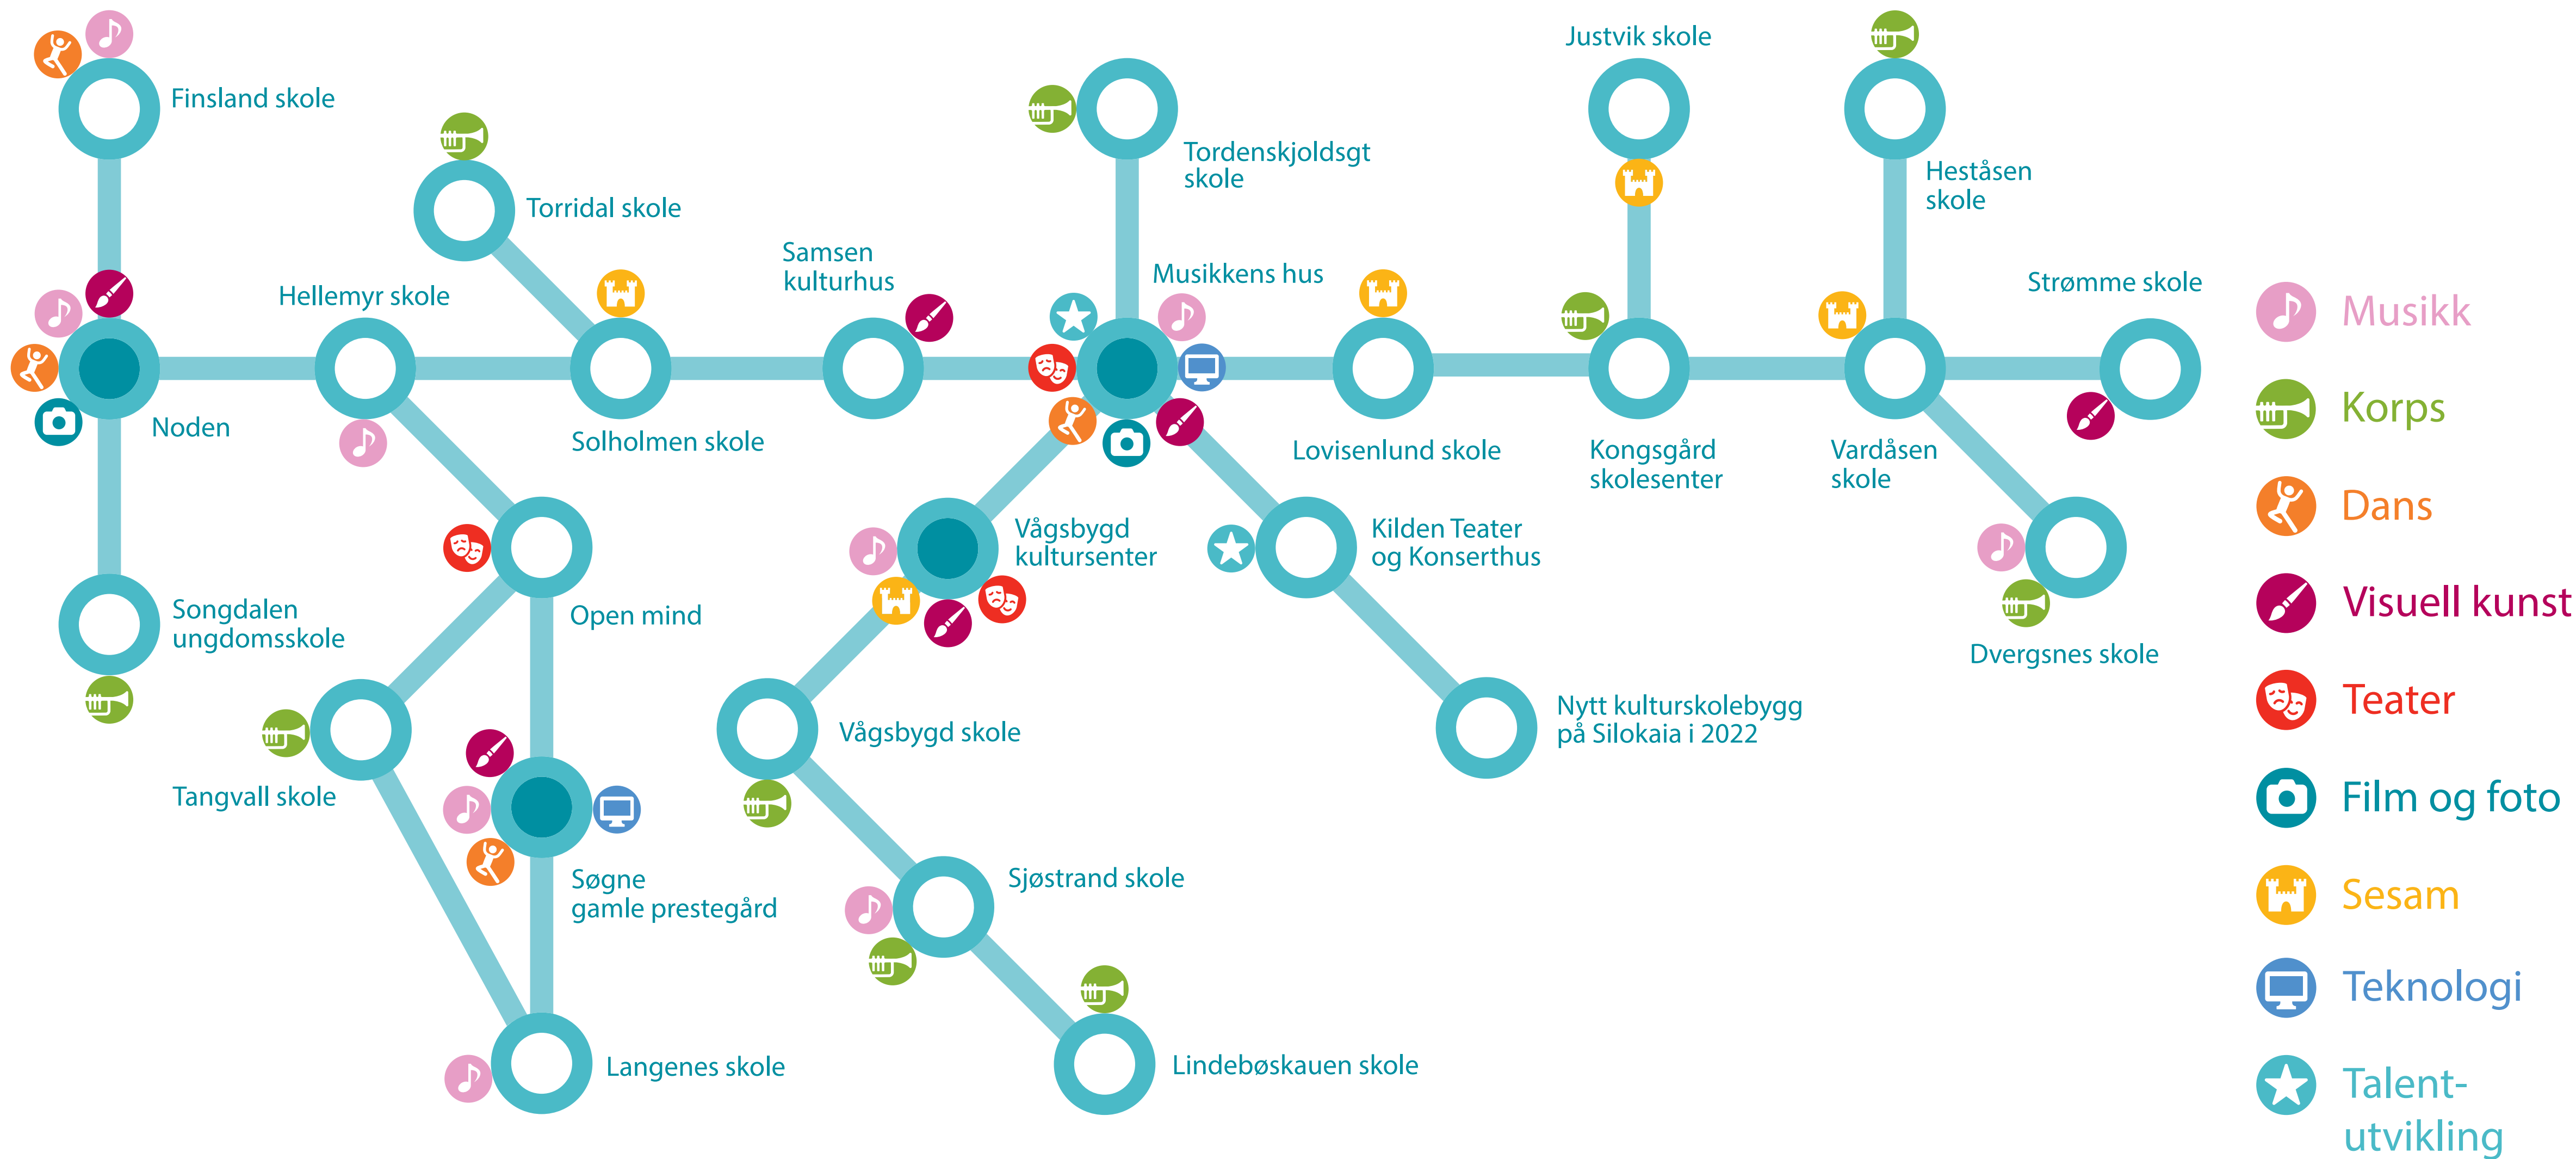 Finsland skole
Torridal skole
Tordenskjoldsgt
skole
Justvik skole
Heståsen
skole
Samsen
kulturhus
Musikkens hus
Hellemyr skole
Strømme skole
Noden
Solholmen skole
Lovisenlund skole
Kongsgård
skolesenter
Vardåsen
skole
Songdalen
ungdomsskole
Open mind
Vågsbygd
kultursenter
Kilden Teater
og Konserthus
Dvergsnes skole
Tangvall skole
Vågsbygd skole
Nytt kulturskolebygg
på Silokaia i 2022
Søgne
gamle prestegård
Sjøstrand skole
Langenes skole
Lindebøskauen skole
Musikk
Korps
Dans
Visuell kunst
Teater
Film og foto
Sesam
Teknologi
Talent-
utvikling